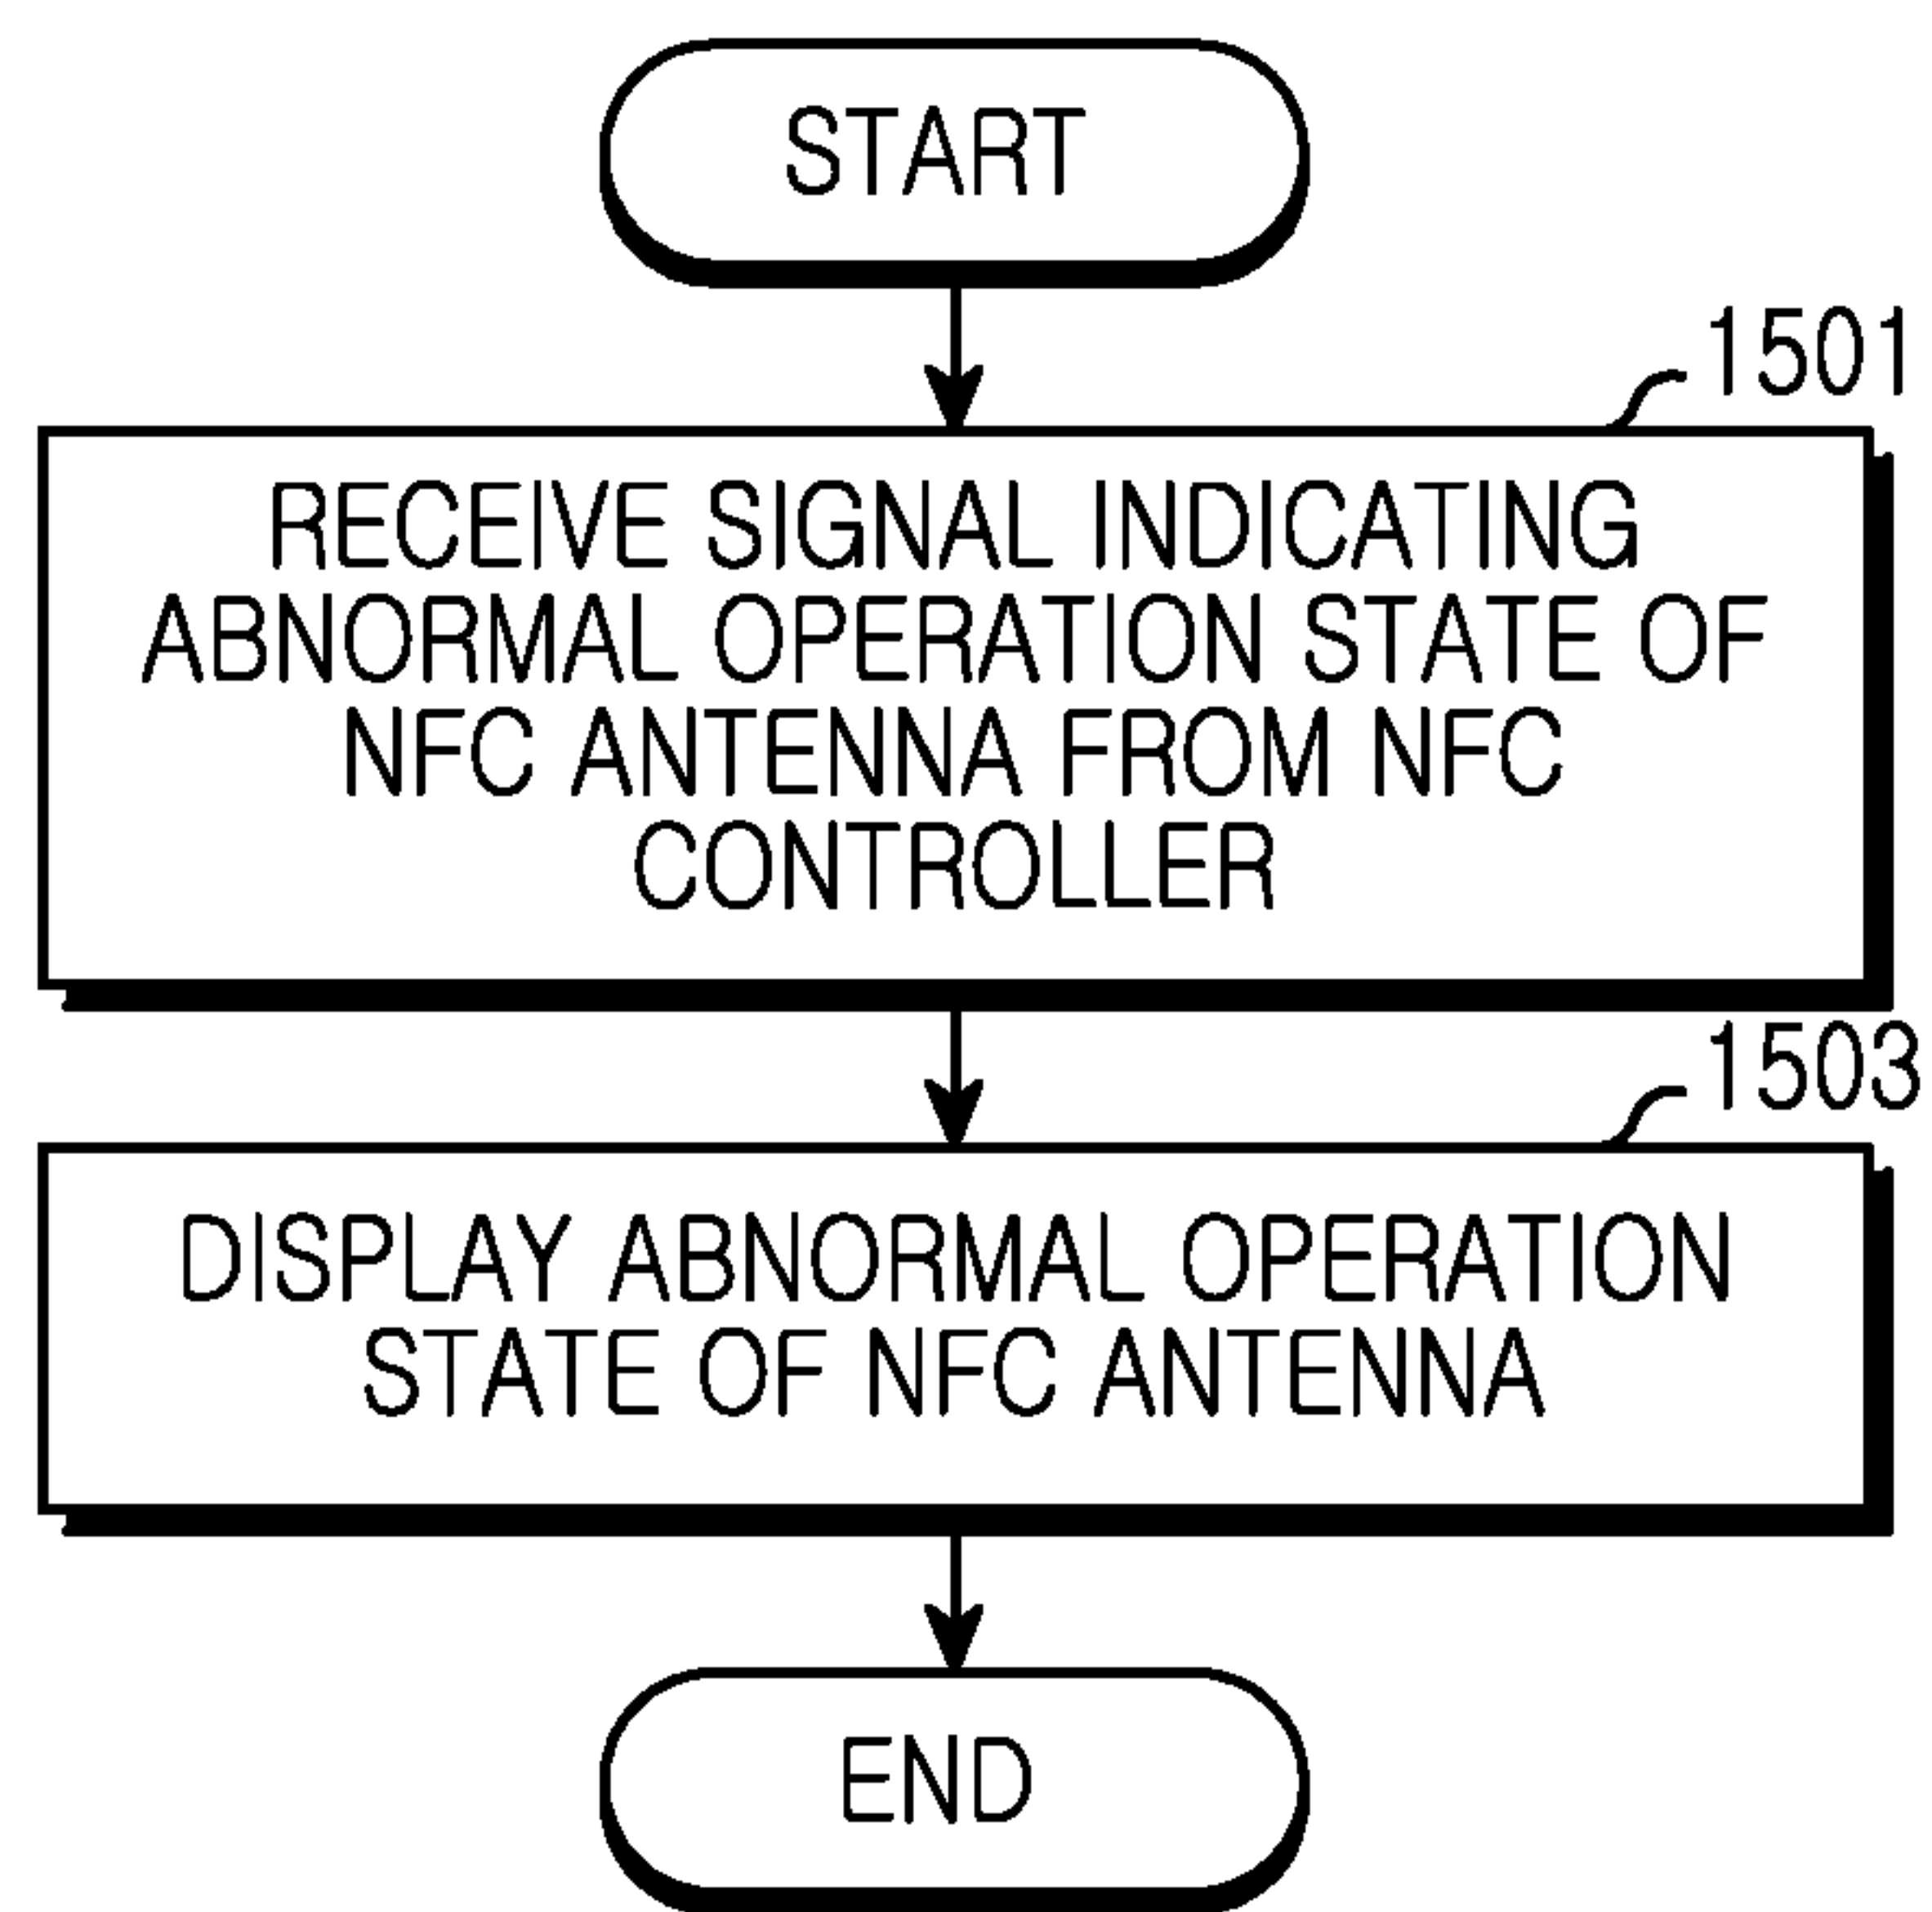 START
1501
RECEIVE SIGNAL INDICATING
ABNORMAL OPERATION STATE OF
NFC ANTENNA FROM NFC
CONTROLLER
1503
DISPLAY ABNORMAL OPERATION
STATE OF NFC ANTENNA
END